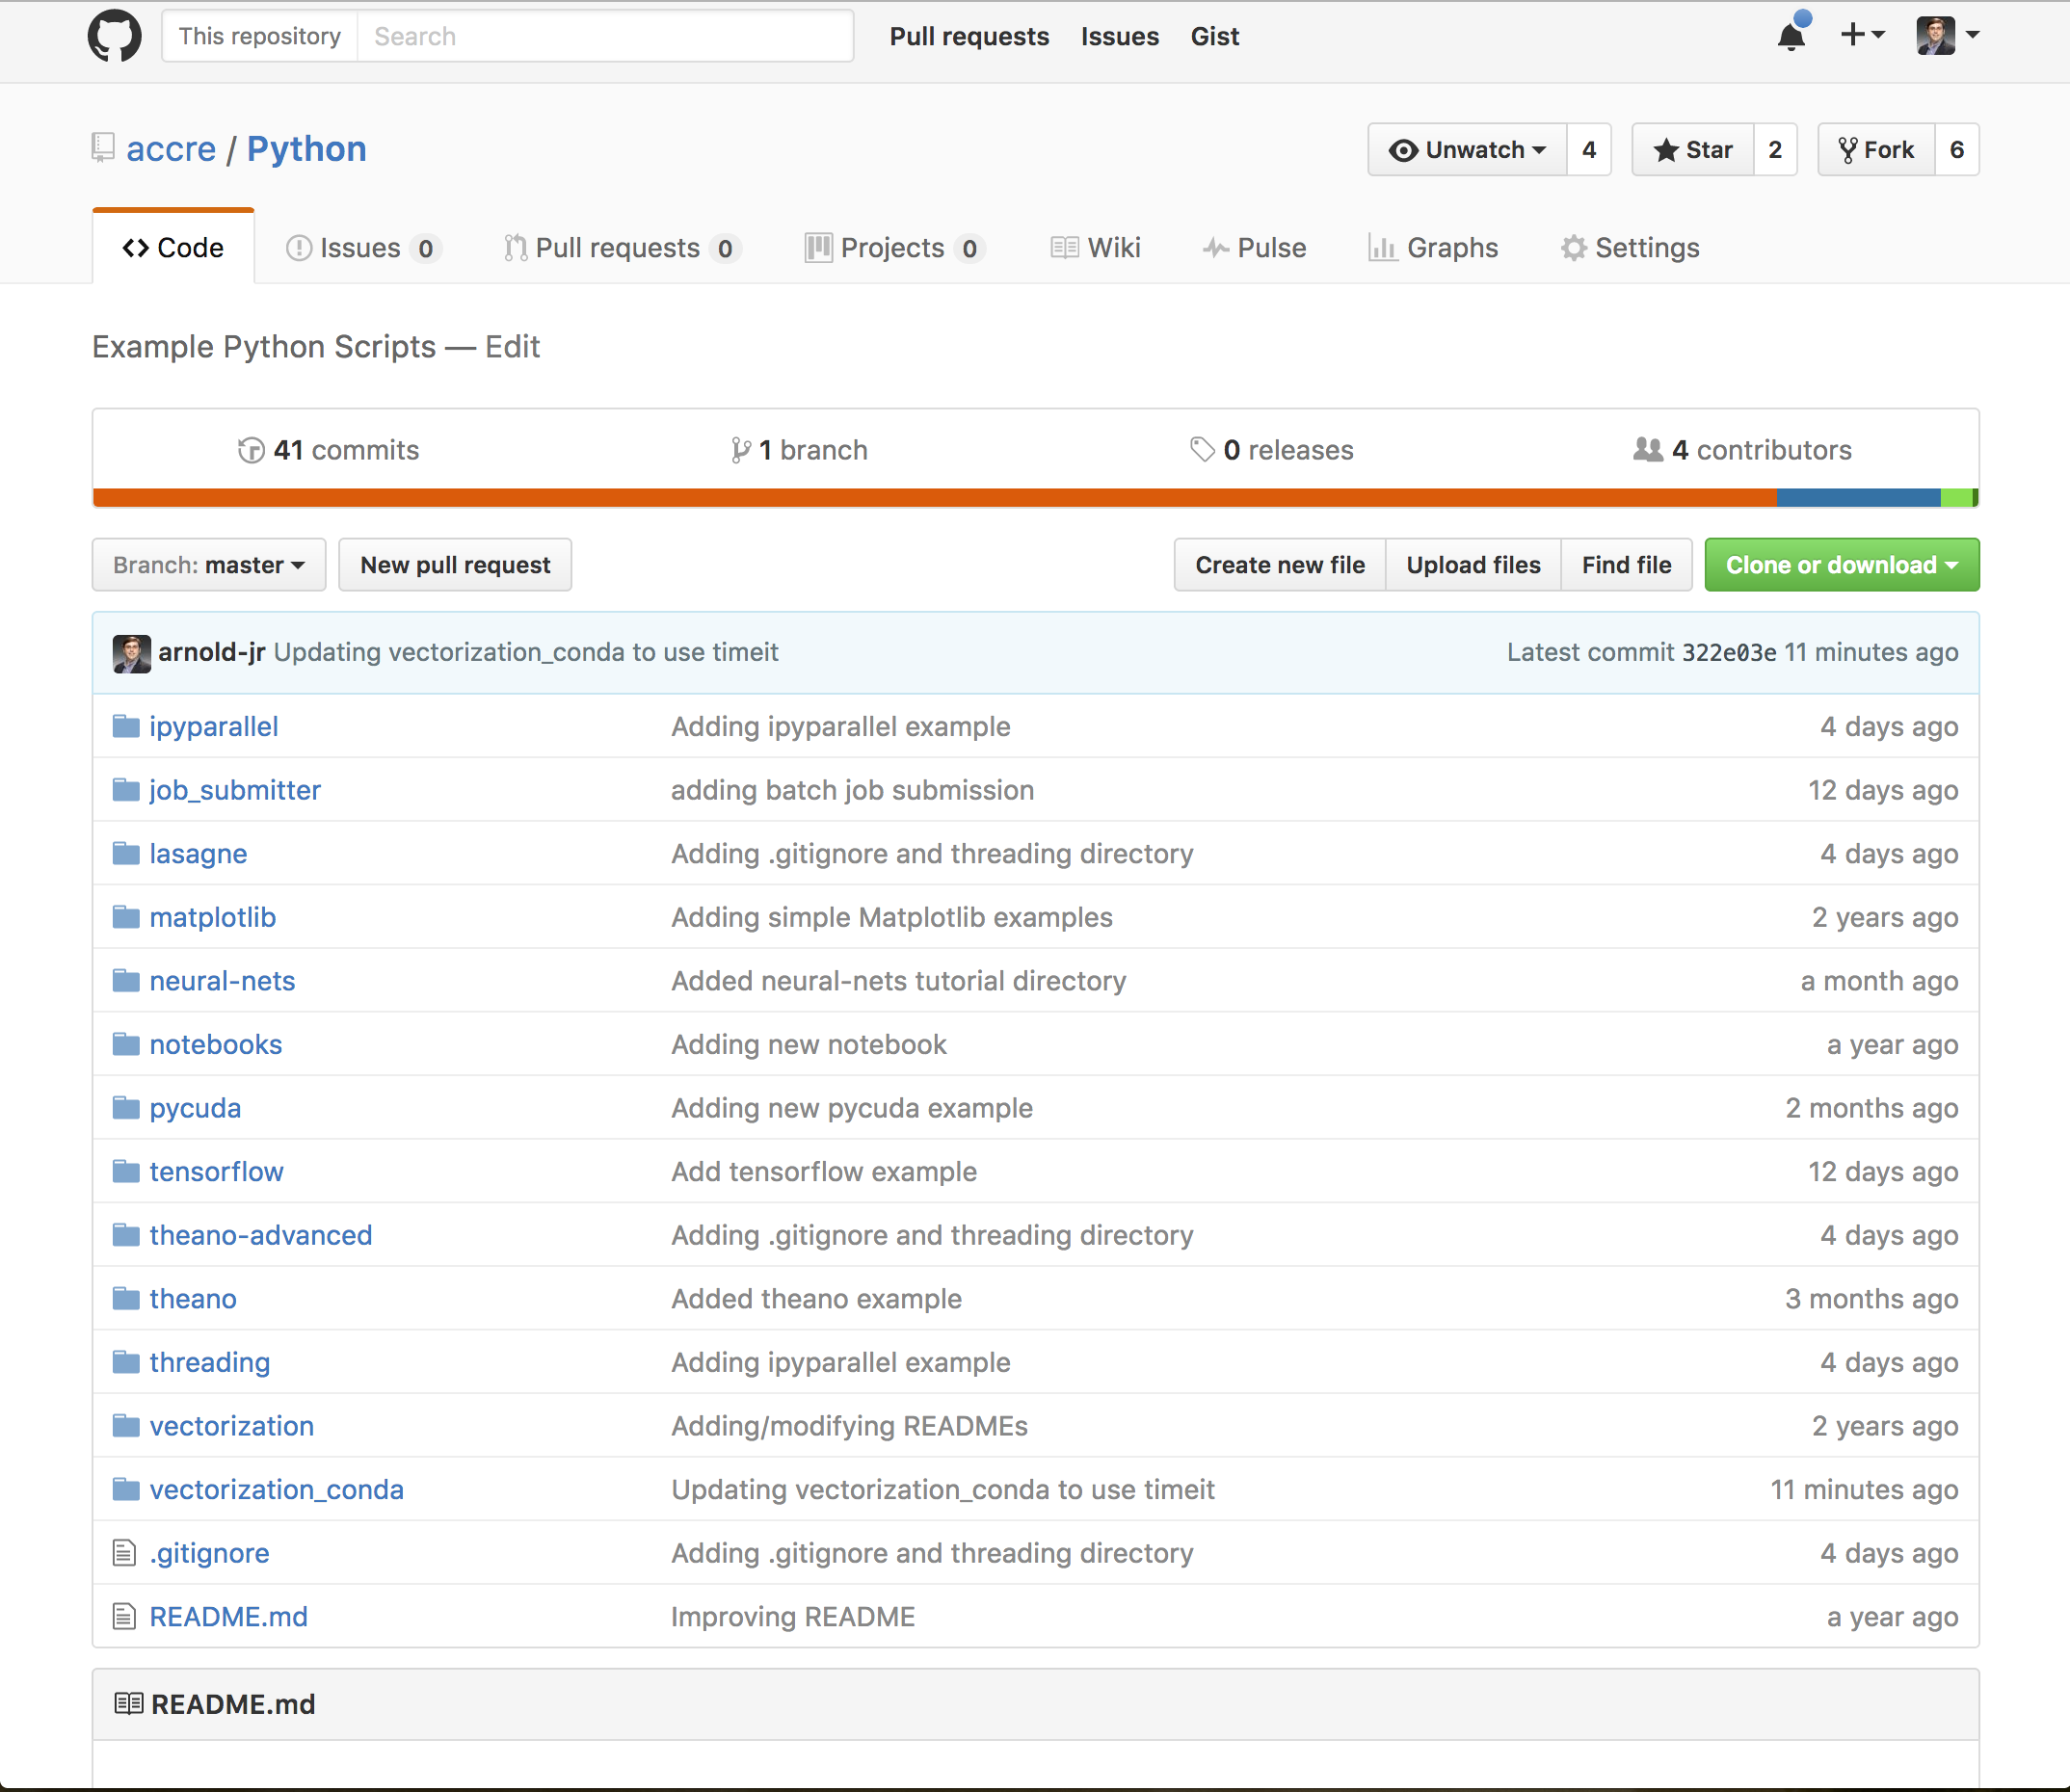 This repository Search Pull requests Issues Gist
accre / Python Unwatch 4 Star 2 Fork 6
Code Issues 0 Pull requests 0 Projects 0 Wiki Pulse Graphs Settings
Example Python Scripts — Edit
41 commits 1 branch 0 releases 4 contributors
Branch: master New pull request Create new file Upload files Find file Clone or download
arnold-jr Updating vectorization_conda to use timeit Latest commit 322e03e 11 minutes ago
ipyparallel Adding ipyparallel example 4 days ago
job_submitter adding batch job submission 12 days ago
lasagne Adding .gitignore and threading directory 4 days ago
matplotlib Adding simple Matplotlib examples 2 years ago
neural-nets Added neural-nets tutorial directory a month ago
notebooks Adding new notebook a year ago
pycuda Adding new pycuda example 2 months ago
tensorflow Add tensorflow example 12 days ago
theano-advanced Adding .gitignore and threading directory 4 days ago
theano Added theano example 3 months ago
threading Adding ipyparallel example 4 days ago
vectorization Adding/modifying READMEs 2 years ago
vectorization_conda Updating vectorization_conda to use timeit 11 minutes ago
.gitignore Adding .gitignore and threading directory 4 days ago
README.md Improving README a year ago
README.md